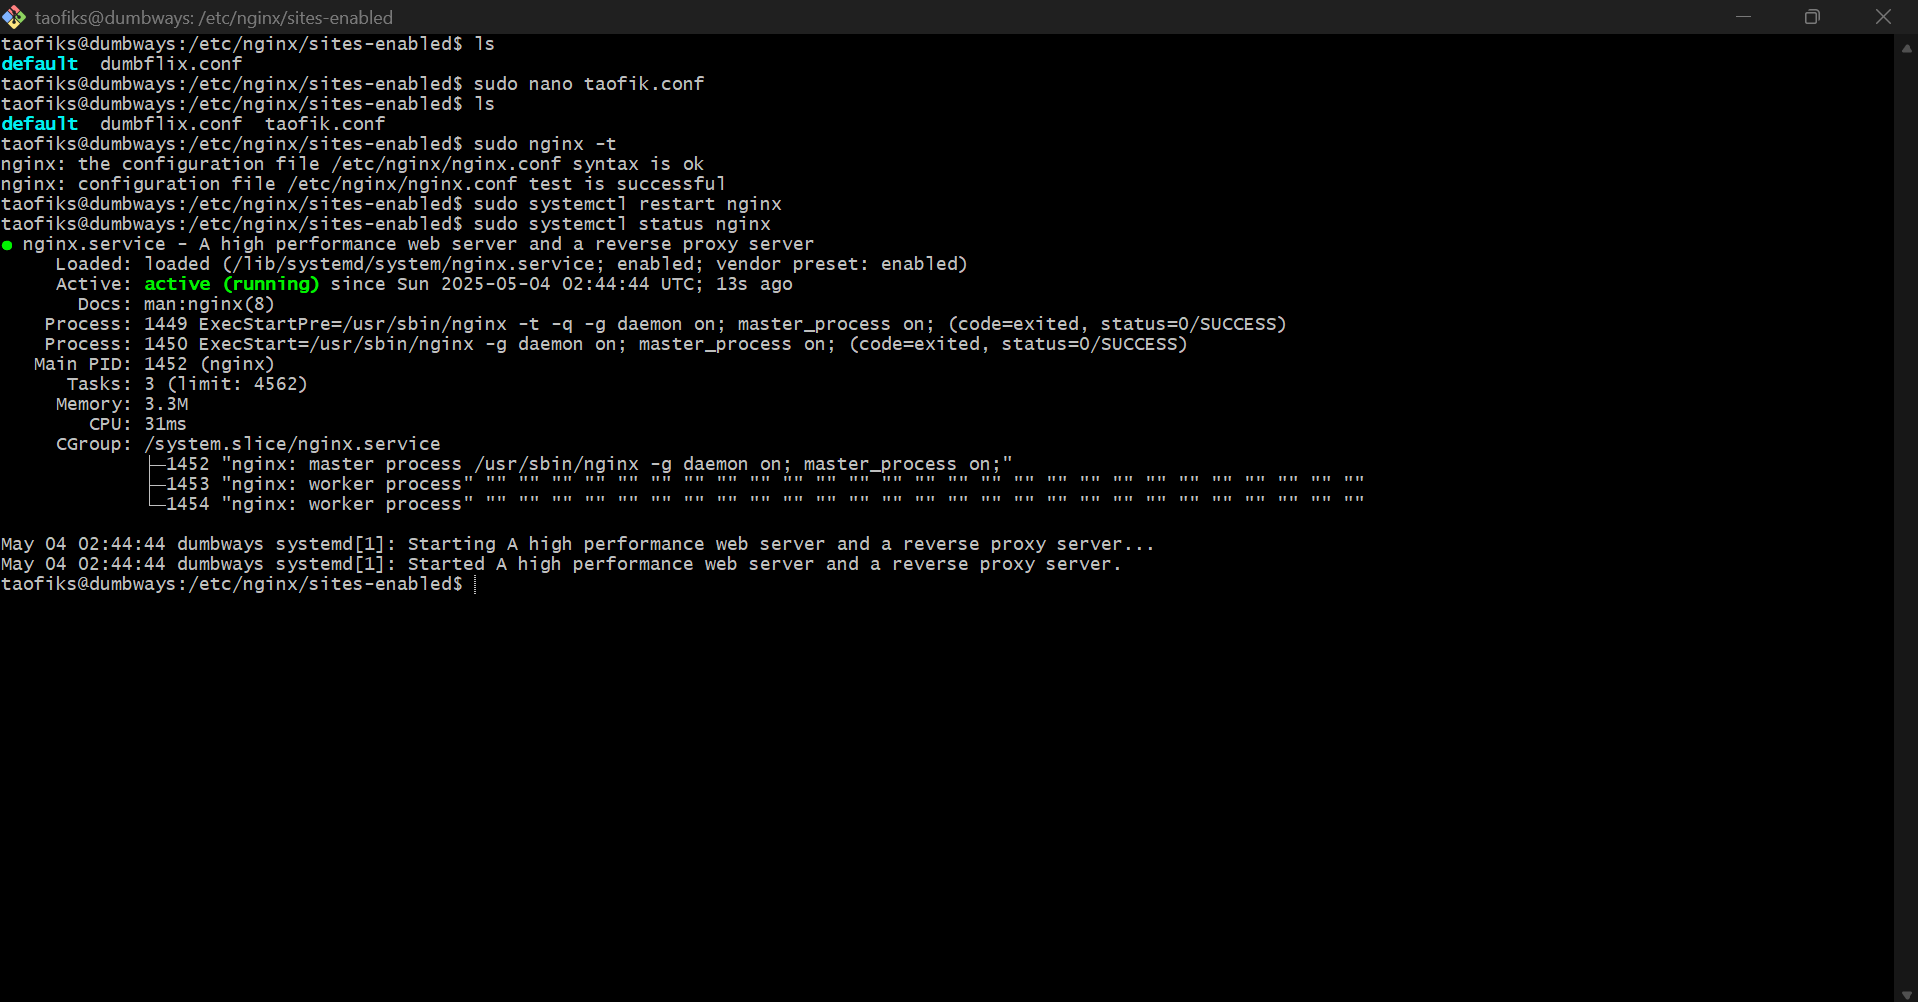 taofiks@dumbways: /etc/nginx/sites-enabled
taofiks@dumbways:/etc/nginx/sites-enabled$ ls
default  dumbflix.conf
taofiks@dumbways:/etc/nginx/sites-enabled$ sudo nano taofik.conf
taofiks@dumbways:/etc/nginx/sites-enabled$ ls
default  dumbflix.conf  taofik.conf
taofiks@dumbways:/etc/nginx/sites-enabled$ sudo nginx -t
nginx: the configuration file /etc/nginx/nginx.conf syntax is ok
nginx: configuration file /etc/nginx/nginx.conf test is successful
taofiks@dumbways:/etc/nginx/sites-enabled$ sudo systemctl restart nginx
taofiks@dumbways:/etc/nginx/sites-enabled$ sudo systemctl status nginx
● nginx.service - A high performance web server and a reverse proxy server
     Loaded: loaded (/lib/systemd/system/nginx.service; enabled; vendor preset: enabled)
     Active: active (running) since Sun 2025-05-04 02:44:44 UTC; 13s ago
       Docs: man:nginx(8)
    Process: 1449 ExecStartPre=/usr/sbin/nginx -t -q -g daemon on; master_process on; (code=exited, status=0/SUCCESS)
    Process: 1450 ExecStart=/usr/sbin/nginx -g daemon on; master_process on; (code=exited, status=0/SUCCESS)
   Main PID: 1452 (nginx)
      Tasks: 3 (limit: 4562)
     Memory: 3.3M
        CPU: 31ms
     CGroup: /system.slice/nginx.service
             ├─1452 "nginx: master process /usr/sbin/nginx -g daemon on; master_process on;"
             ├─1453 "nginx: worker process" "" "" "" "" "" "" "" "" "" "" "" "" "" "" "" "" "" "" "" "" "" "" "" "" "" "" ""
             └─1454 "nginx: worker process" "" "" "" "" "" "" "" "" "" "" "" "" "" "" "" "" "" "" "" "" "" "" "" "" "" "" ""
May 04 02:44:44 dumbways systemd[1]: Starting A high performance web server and a reverse proxy server...
May 04 02:44:44 dumbways systemd[1]: Started A high performance web server and a reverse proxy server.
taofiks@dumbways:/etc/nginx/sites-enabled$